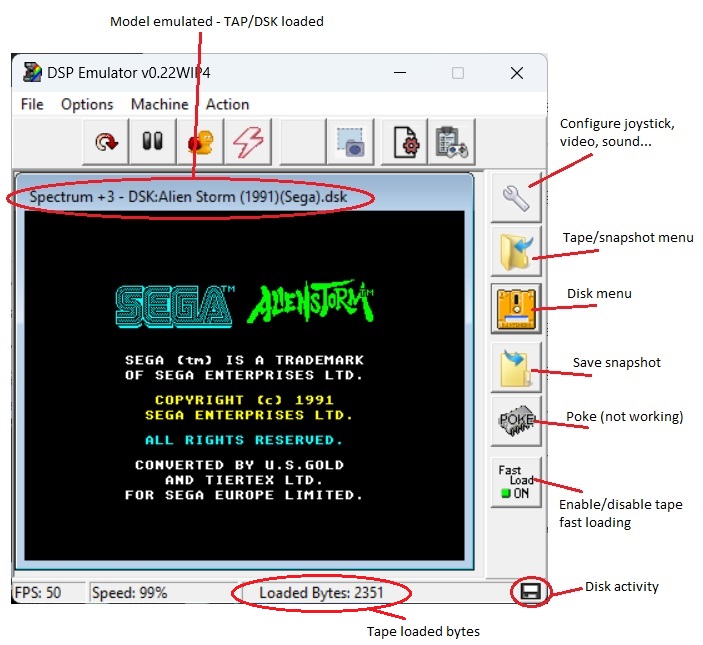 Model emulated - TAP/DSK loaded
DSP Emulator v0.22WIP4
File Options Machine Action
Configure joystick,
video, sound...
Spectrum +3 - DSK:Alien Storm (1991)(Sega).dsk
Tape/snapshot menu
Disk menu
SEGA TM ALIEN STORM TM
SEGA (tm) IS A TRADEMARK
OF SEGA ENTERPRISES LTD.
Save snapshot
COPYRIGHT (c) 1991
SEGA ENTERPRISES LTD.
POKE
Poke (not working)
ALL RIGHTS RESERVED.
CONVERTED BY U.S.GOLD
AND TIERTEX LTD.
FOR SEGA EUROPE LIMITED.
Fast
Load
ON
Enable/disable tape
fast loading
FPS: 50 Speed: 99% Loaded Bytes: 2351
Disk activity
Tape loaded bytes